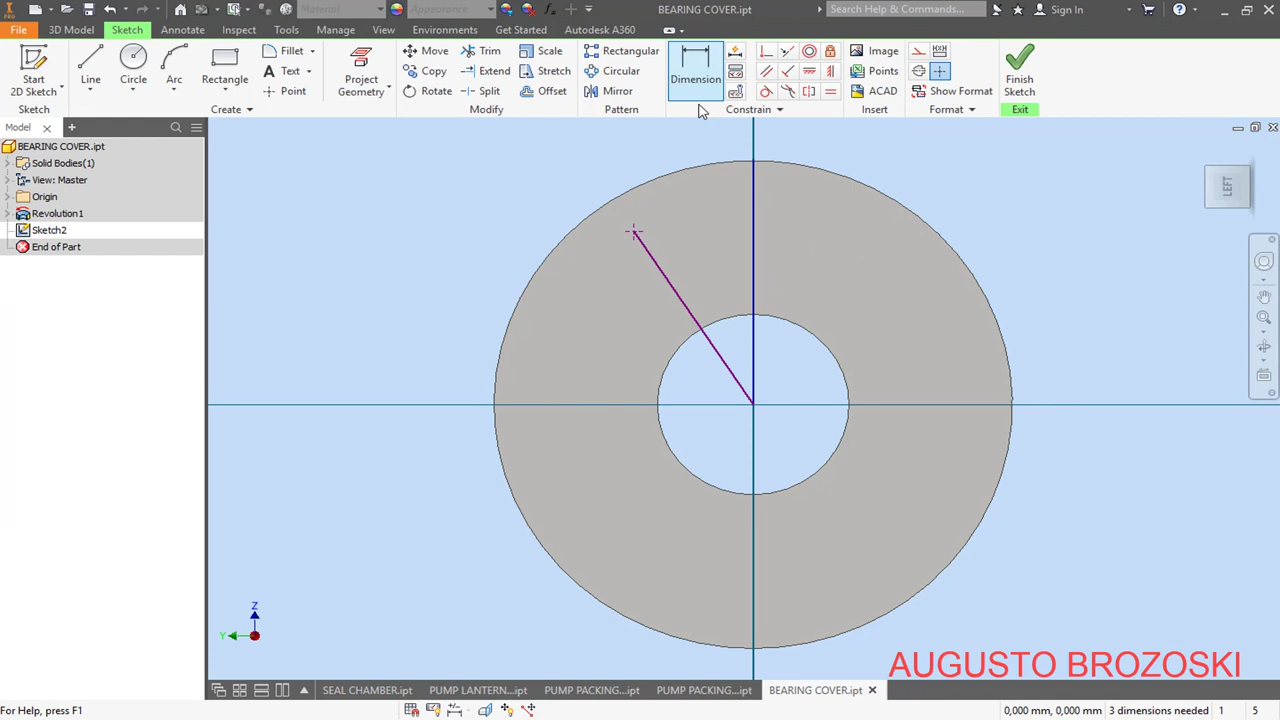 PRO Material Appearance fx BEARING COVER.ipt Search Help & Commands... Sign In
File 3D Model Sketch Annotate Inspect Tools Manage View Environments Get Started Autodesk A360
Start 2D Sketch Line Circle Arc Rectangle Fillet Text Point Project Geometry Move Copy Rotate Trim Extend Split Scale Stretch Offset Rectangular Circular Mirror Dimension Image Points ACAD Show Format Finish Sketch
Sketch Create Modify Pattern Constrain Insert Format Exit
Model
BEARING COVER.ipt
Solid Bodies(1)
View: Master
Origin
Revolution1
Sketch2
End of Part
LEFT
Z
Y
AUGUSTO BROZOSKI
SEAL CHAMBER.ipt PUMP LANTERN...ipt PUMP PACKING...ipt PUMP PACKING...ipt BEARING COVER.ipt
For Help, press F1 0,000 mm, 0,000 mm 3 dimensions needed 1 5